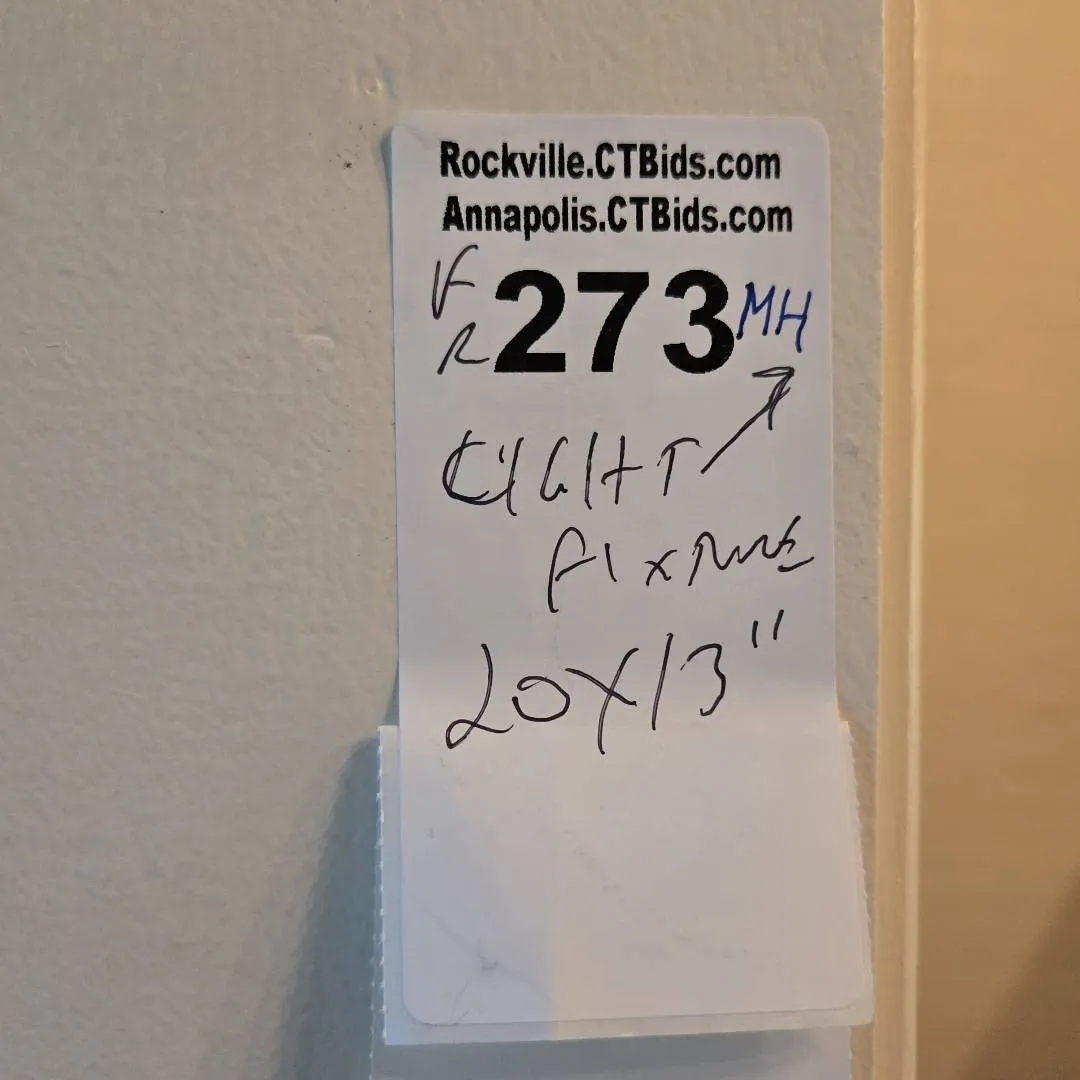 Rockville.CTBids.com
Annapolis.CTBids.com
F
R 273 MH
LIGHT
FIXTURE
20X13"